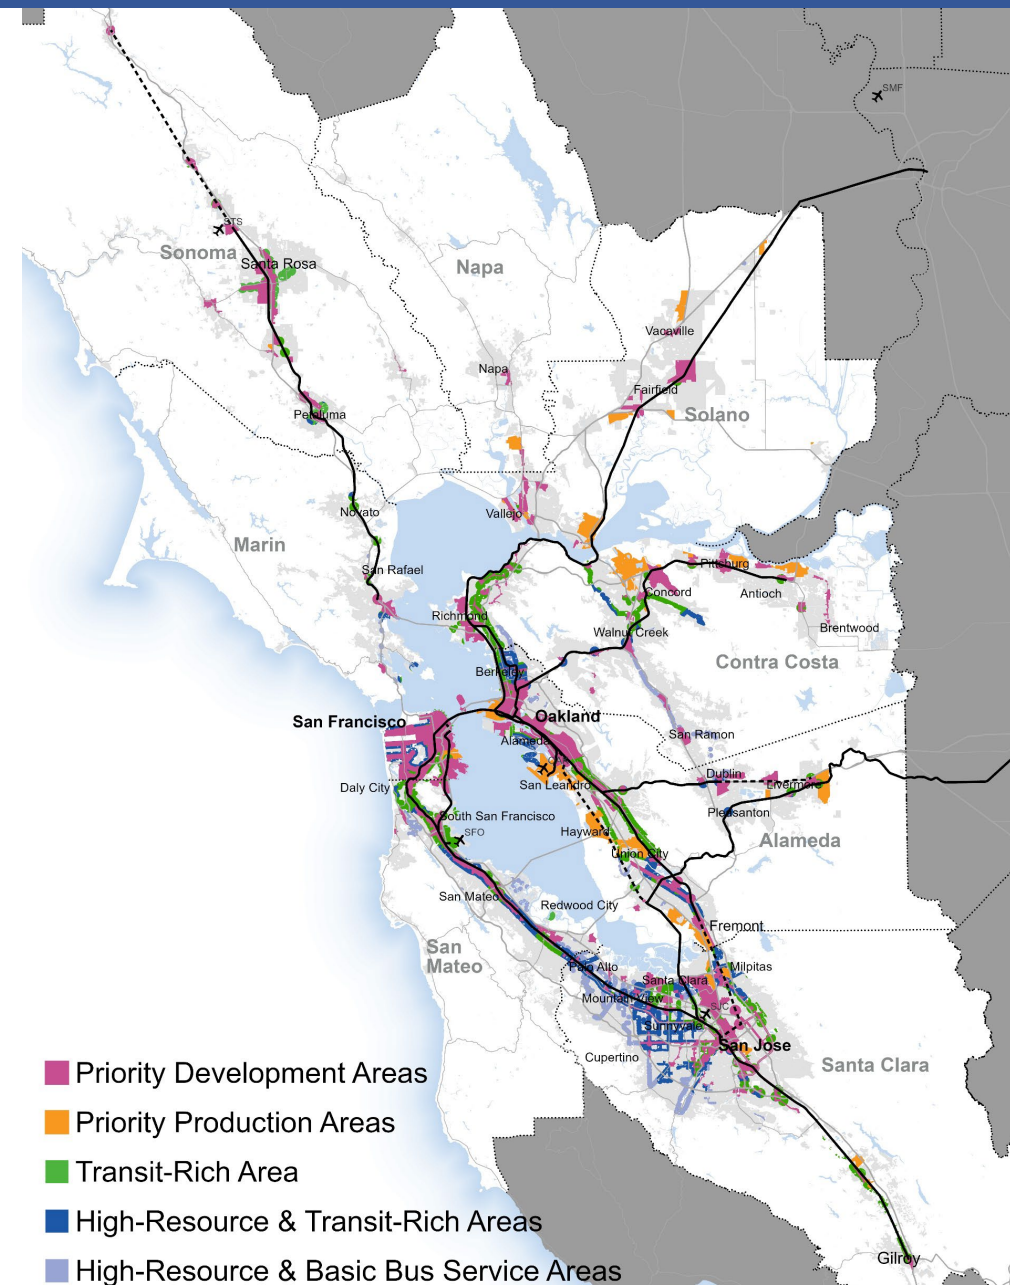 SMF
STS
Sonoma
Santa Rosa
Napa
Vacaville
Napa
Fairfield
Solano
Petaluma
Vallejo
Novato
Marin
San Rafael
Pittsburg
Concord
Antioch
Richmond
Walnut Creek
Brentwood
Contra Costa
Berkeley
San Francisco
Oakland
San Ramon
Alameda
Dublin
Daly City
San Leandro
Livermore
Pleasanton
South San Francisco
SFO
Hayward
Alameda
Union City
San Mateo
Redwood City
Fremont
San
Mateo
Palo Alto
Milpitas
Santa Clara
Mountain View
SJC
Sunnyvale
San Jose
Cupertino
Santa Clara
Priority Development Areas
Priority Production Areas
Transit-Rich Area
High-Resource & Transit-Rich Areas
Gilroy
High-Resource & Basic Bus Service Areas